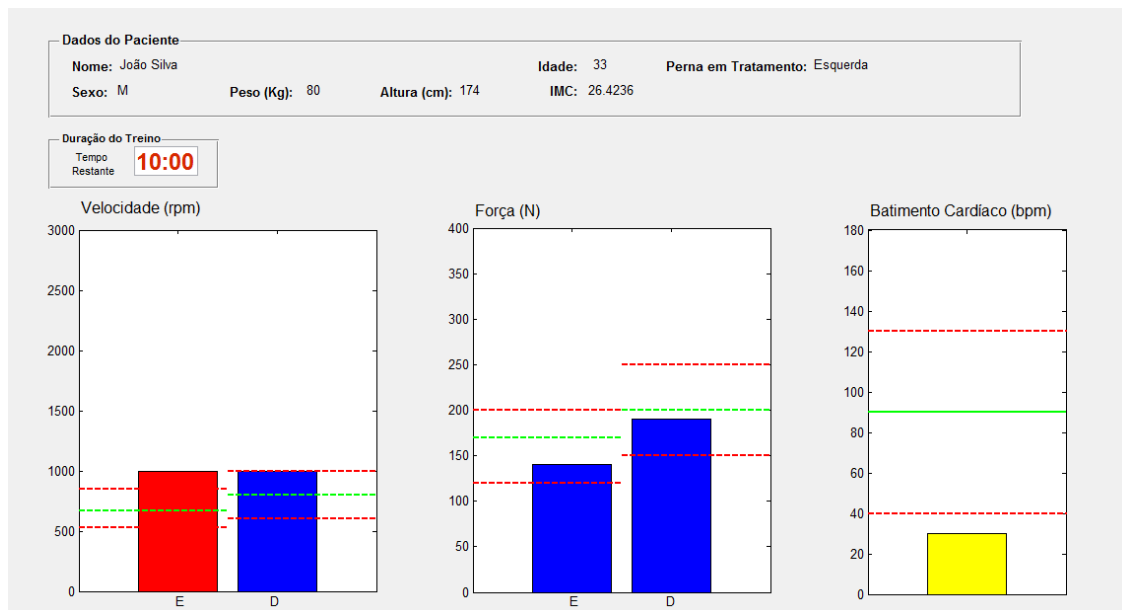 Dados do Paciente
Nome: João Silva Idade: 33 Perna em Tratamento: Esquerda
Sexo: M Peso (Kg): 80 Altura (cm): 174 IMC: 26.4236
Duração do Treino
Tempo Restante 10:00
Velocidade (rpm)
3000
2500
2000
1500
1000
500
0
E D
Força (N)
400
350
300
250
200
150
100
50
0
E D
Batimento Cardíaco (bpm)
180
160
140
120
100
80
60
40
20
0